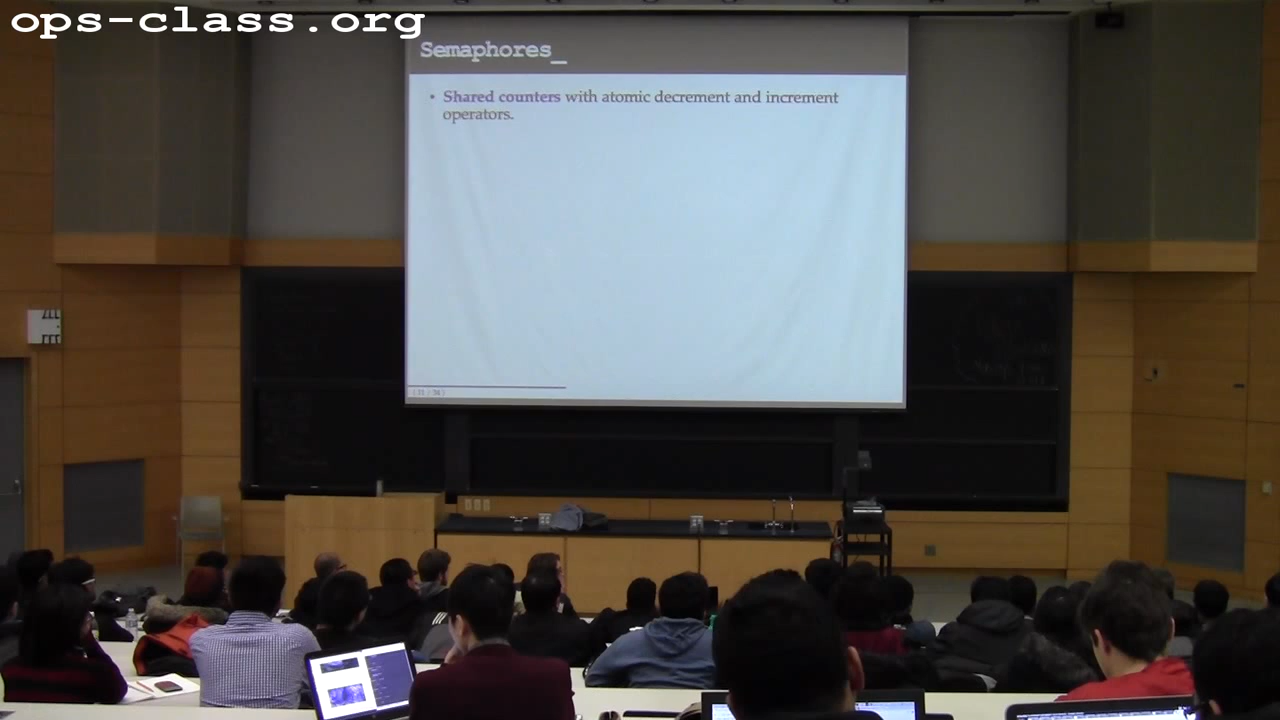 ops-class.org
Semaphores_
• Shared counters with atomic decrement and increment
operators.